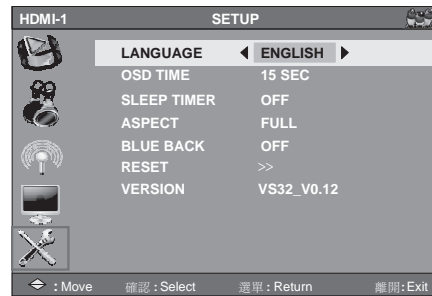 HDMI-1 SETUP
LANGUAGE ENGLISH
OSD TIME 15 SEC
SLEEP TIMER OFF
ASPECT FULL
BLUE BACK OFF
RESET >>
VERSION VS32_V0.12
: Move 確認 : Select 選單 : Return 離開: Exit